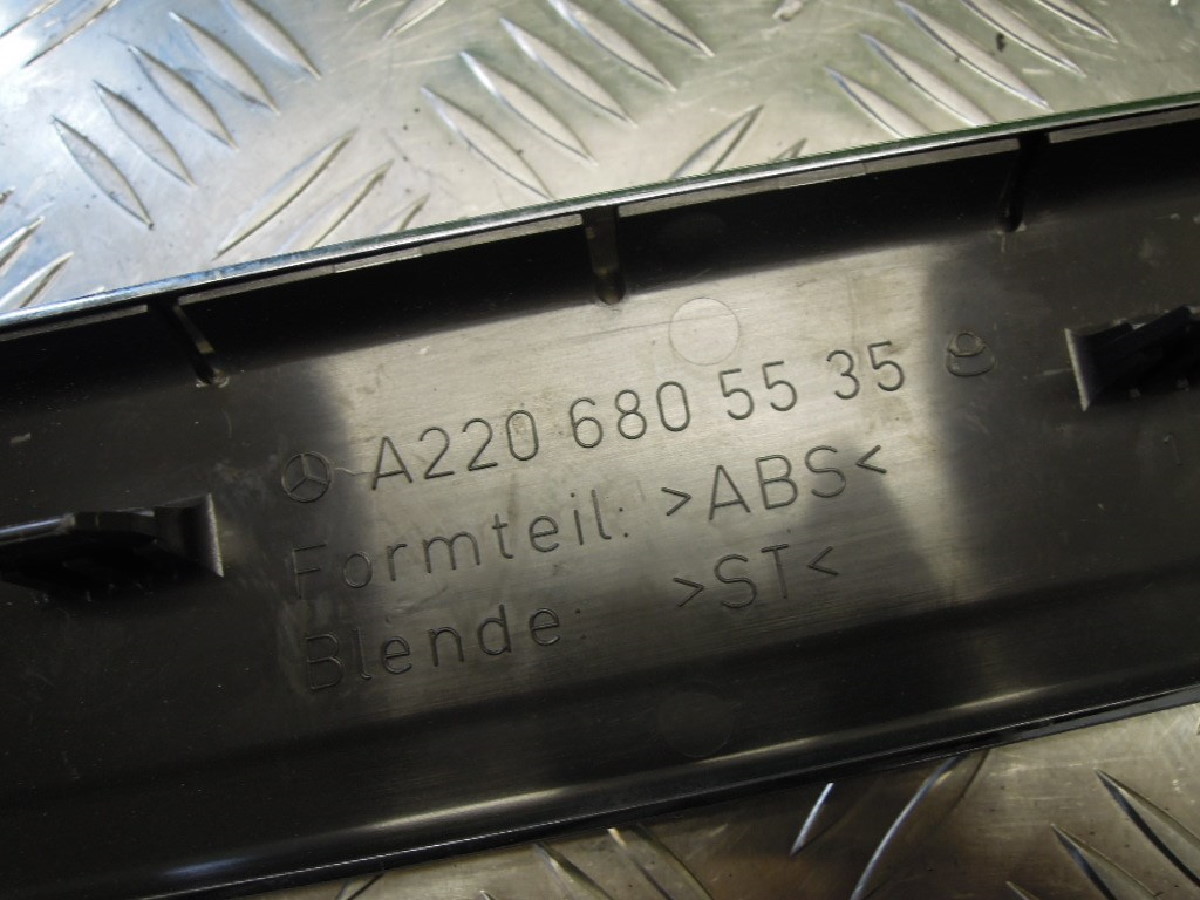 A220 680 55 35
Formteil: >ABS<
Blende: >ST<